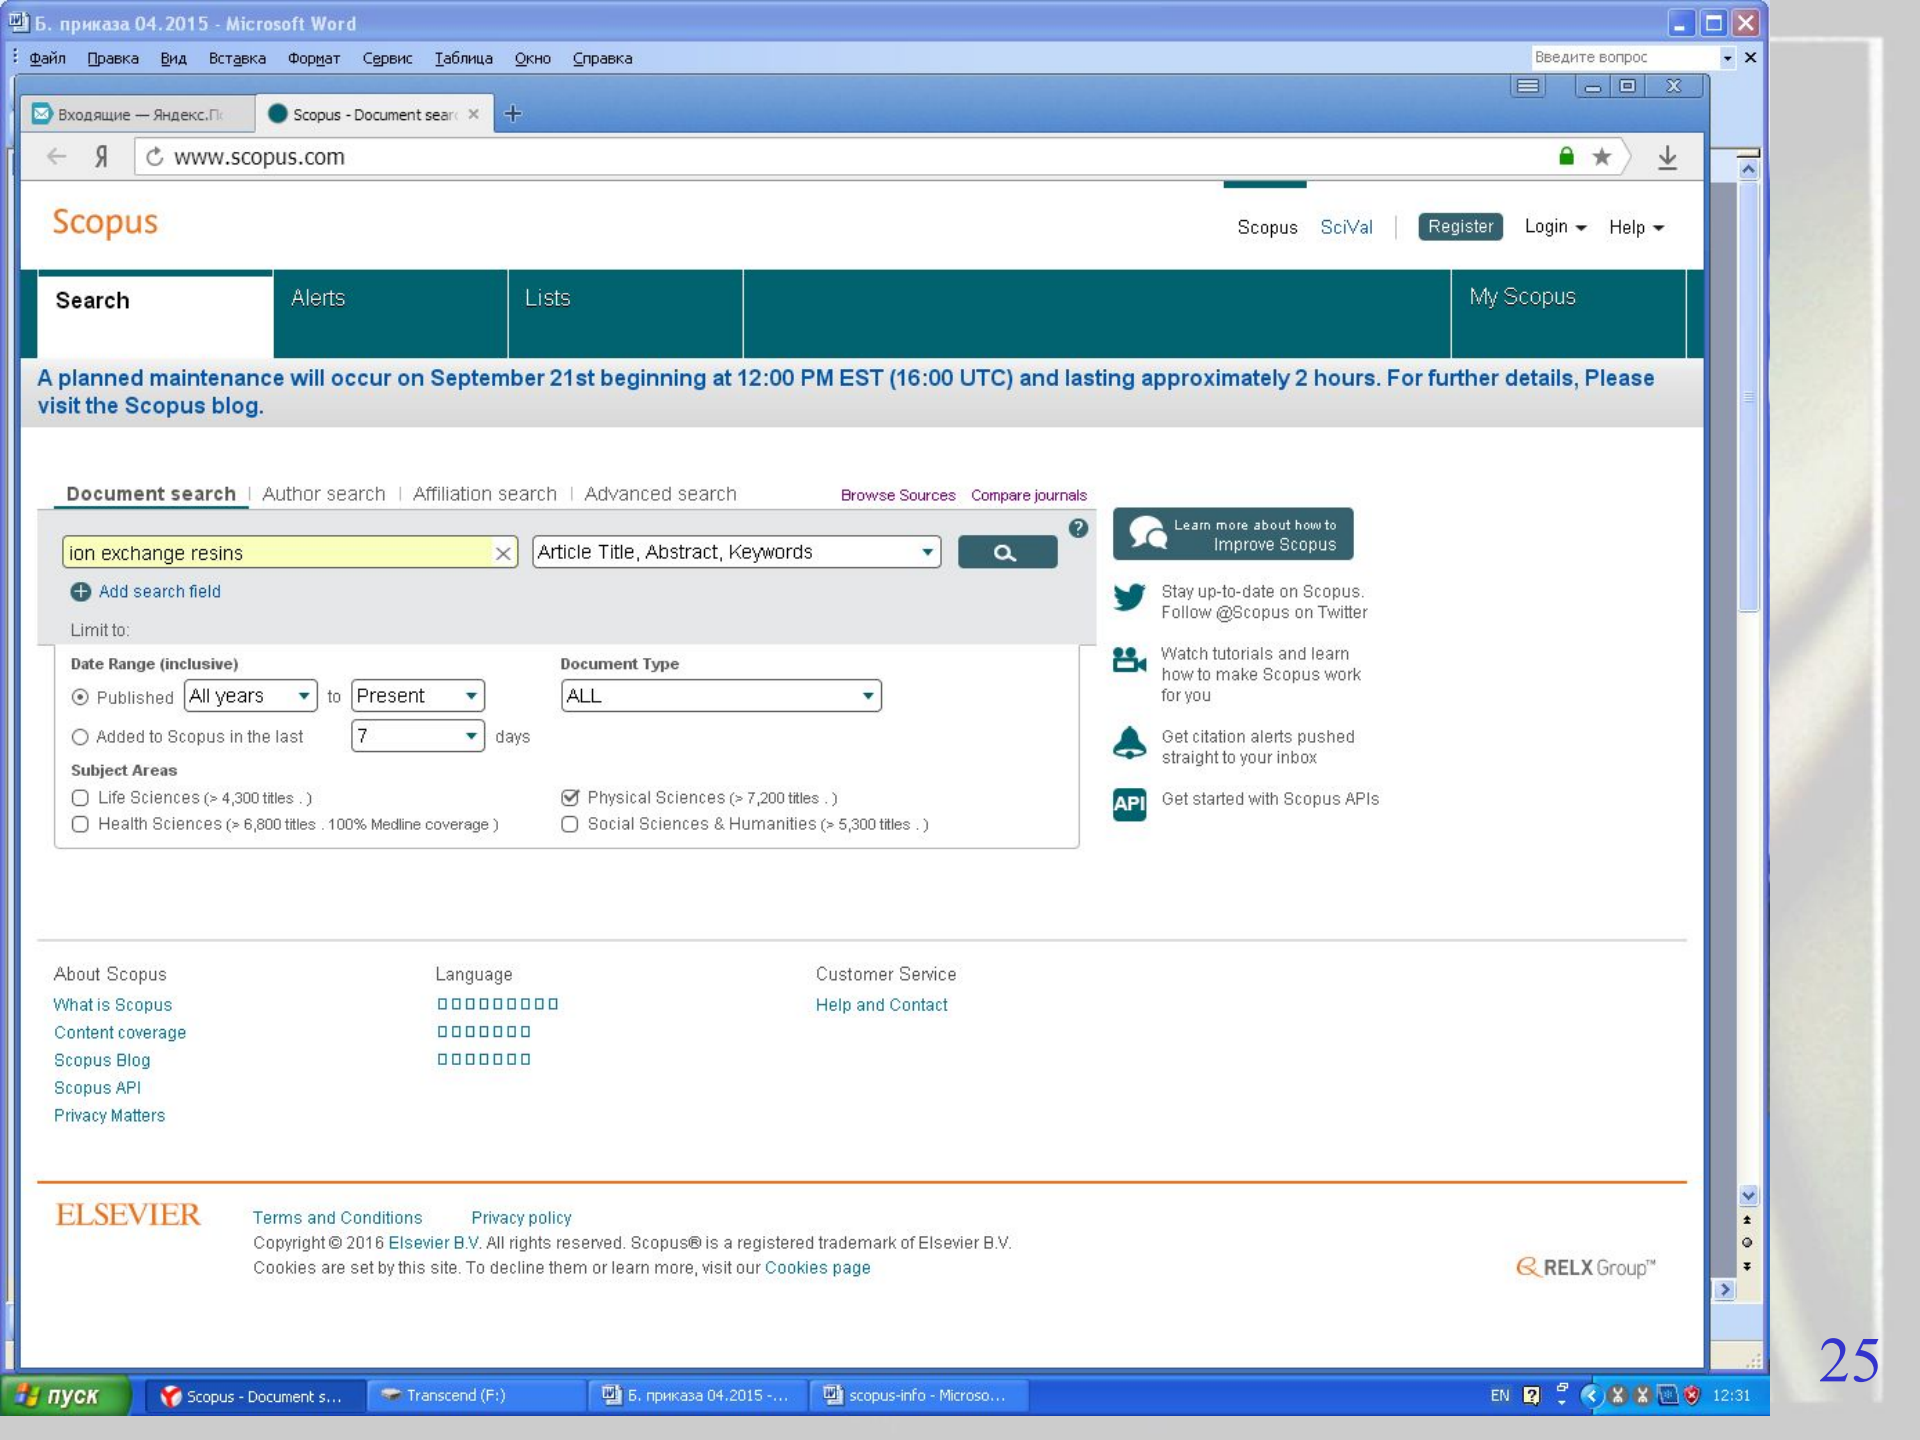 Б. приказа 04.2015 - Microsoft Word
Файл Правка Вид Вставка Формат Сервис Таблица Окно Справка
Введите вопрос
Входящие — Яндекс.По
Scopus - Document searc
Я www.scopus.com
Scopus
Scopus SciVal Register Login Help
Search Alerts Lists My Scopus
A planned maintenance will occur on September 21st beginning at 12:00 PM EST (16:00 UTC) and lasting approximately 2 hours. For further details, Please
visit the Scopus blog.
Document search | Author search | Affiliation search | Advanced search Browse Sources Compare journals
ion exchange resins Article Title, Abstract, Keywords
Add search field
Limit to:
Date Range (inclusive) Document Type
Published All years to Present ALL
Added to Scopus in the last 7 days
Subject Areas
Life Sciences (> 4,300 titles . ) Physical Sciences (> 7,200 titles . )
Health Sciences (> 6,800 titles . 100% Medline coverage ) Social Sciences & Humanities (> 5,300 titles . )
Learn more about how to
Improve Scopus
Stay up-to-date on Scopus.
Follow @Scopus on Twitter
Watch tutorials and learn
how to make Scopus work
for you
Get citation alerts pushed
straight to your inbox
API Get started with Scopus APIs
About Scopus
What is Scopus
Content coverage
Scopus Blog
Scopus API
Privacy Matters
Language
Customer Service
Help and Contact
ELSEVIER
Terms and Conditions Privacy policy
Copyright © 2016 Elsevier B.V. All rights reserved. Scopus® is a registered trademark of Elsevier B.V.
Cookies are set by this site. To decline them or learn more, visit our Cookies page
RELX Group™
25
пуск Scopus - Document s... Transcend (F:) Б. приказа 04.2015 -... scopus-info - Microso... EN 12:31